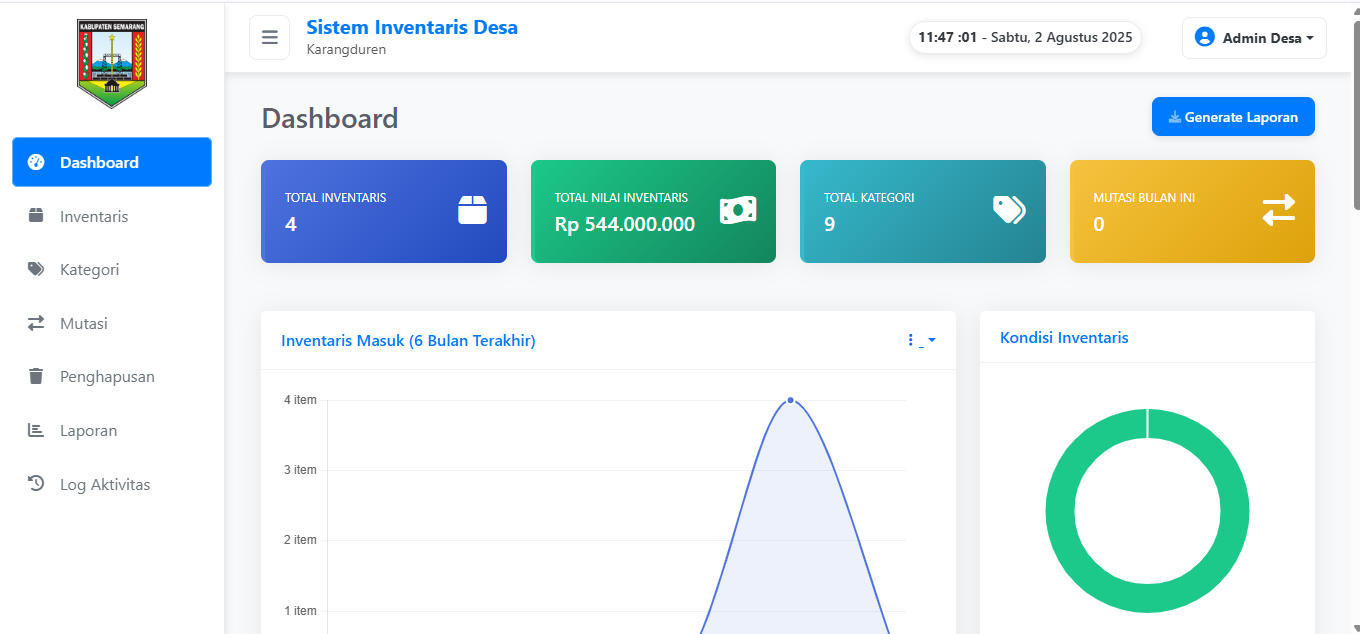 KABUPATEN SEMARANG
Sistem Inventaris Desa
Karangduren
11:47 :01 - Sabtu, 2 Agustus 2025
Admin Desa
Dashboard
Inventaris
Kategori
Mutasi
Penghapusan
Laporan
Log Aktivitas
Dashboard
Generate Laporan
TOTAL INVENTARIS
4
TOTAL NILAI INVENTARIS
Rp 544.000.000
TOTAL KATEGORI
9
MUTASI BULAN INI
0
Inventaris Masuk (6 Bulan Terakhir)
4 item
3 item
2 item
1 item
Kondisi Inventaris